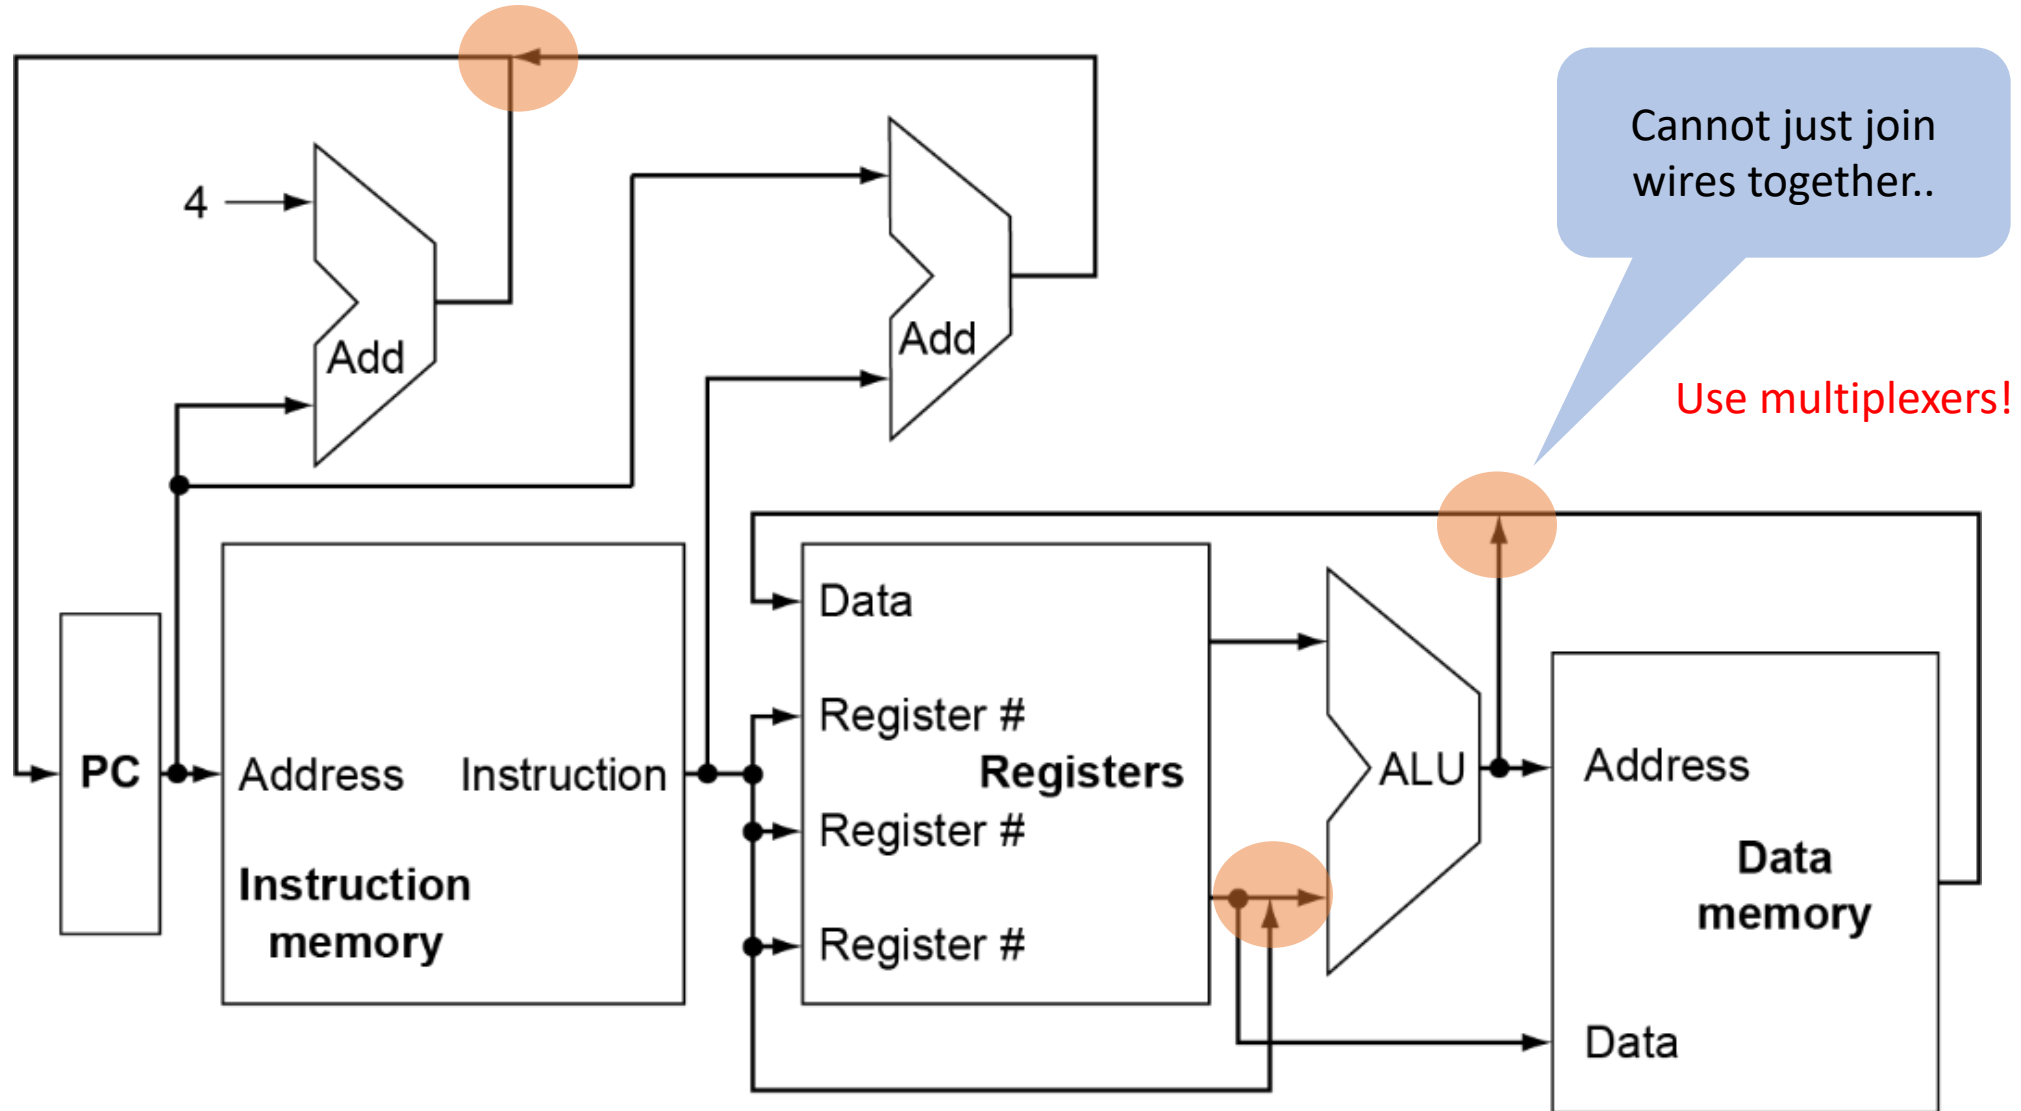 Cannot just join
wires together..
Use multiplexers!
4
Add
Add
Data
Register #
Registers
Register #
Register #
PC
Address
Instruction
Instruction
memory
ALU
Address
Data
memory
Data